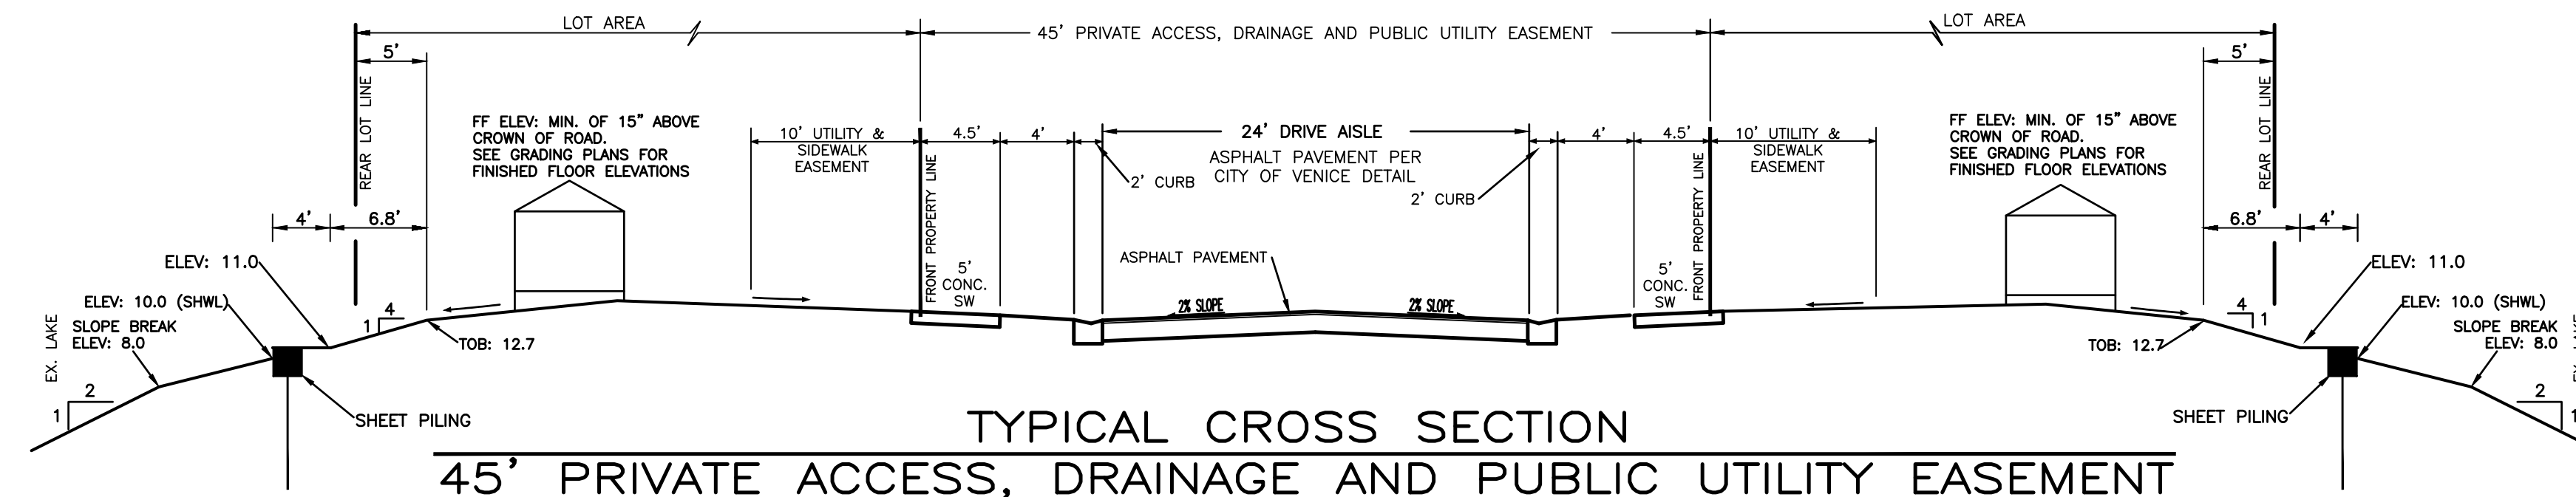 LOT AREA
45' PRIVATE ACCESS, DRAINAGE AND PUBLIC UTILITY EASEMENT
LOT AREA
5'
5'
REAR LOT LINE
REAR LOT LINE
FF ELEV: MIN. OF 15" ABOVE
CROWN OF ROAD.
SEE GRADING PLANS FOR
FINISHED FLOOR ELEVATIONS
10' UTILITY &
SIDEWALK
EASEMENT
4.5'
4'
24' DRIVE AISLE
ASPHALT PAVEMENT PER
CITY OF VENICE DETAIL
2' CURB
2' CURB
4'
4.5'
10' UTILITY &
SIDEWALK
EASEMENT
FF ELEV: MIN. OF 15" ABOVE
CROWN OF ROAD.
SEE GRADING PLANS FOR
FINISHED FLOOR ELEVATIONS
FRONT PROPERTY LINE
FRONT PROPERTY LINE
4'
6.8'
6.8'
4'
ELEV: 11.0
ELEV: 10.0 (SHWL)
SLOPE BREAK
ELEV: 8.0
EX. LAKE
4
1
TOB: 12.7
2
1
SHEET PILING
5'
CONC.
SW
ASPHALT PAVEMENT
2% SLOPE
2% SLOPE
5'
CONC.
SW
4
1
TOB: 12.7
ELEV: 11.0
ELEV: 10.0 (SHWL)
SLOPE BREAK
ELEV: 8.0
2
1
SHEET PILING
TYPICAL CROSS SECTION
45' PRIVATE ACCESS, DRAINAGE AND PUBLIC UTILITY EASEMENT